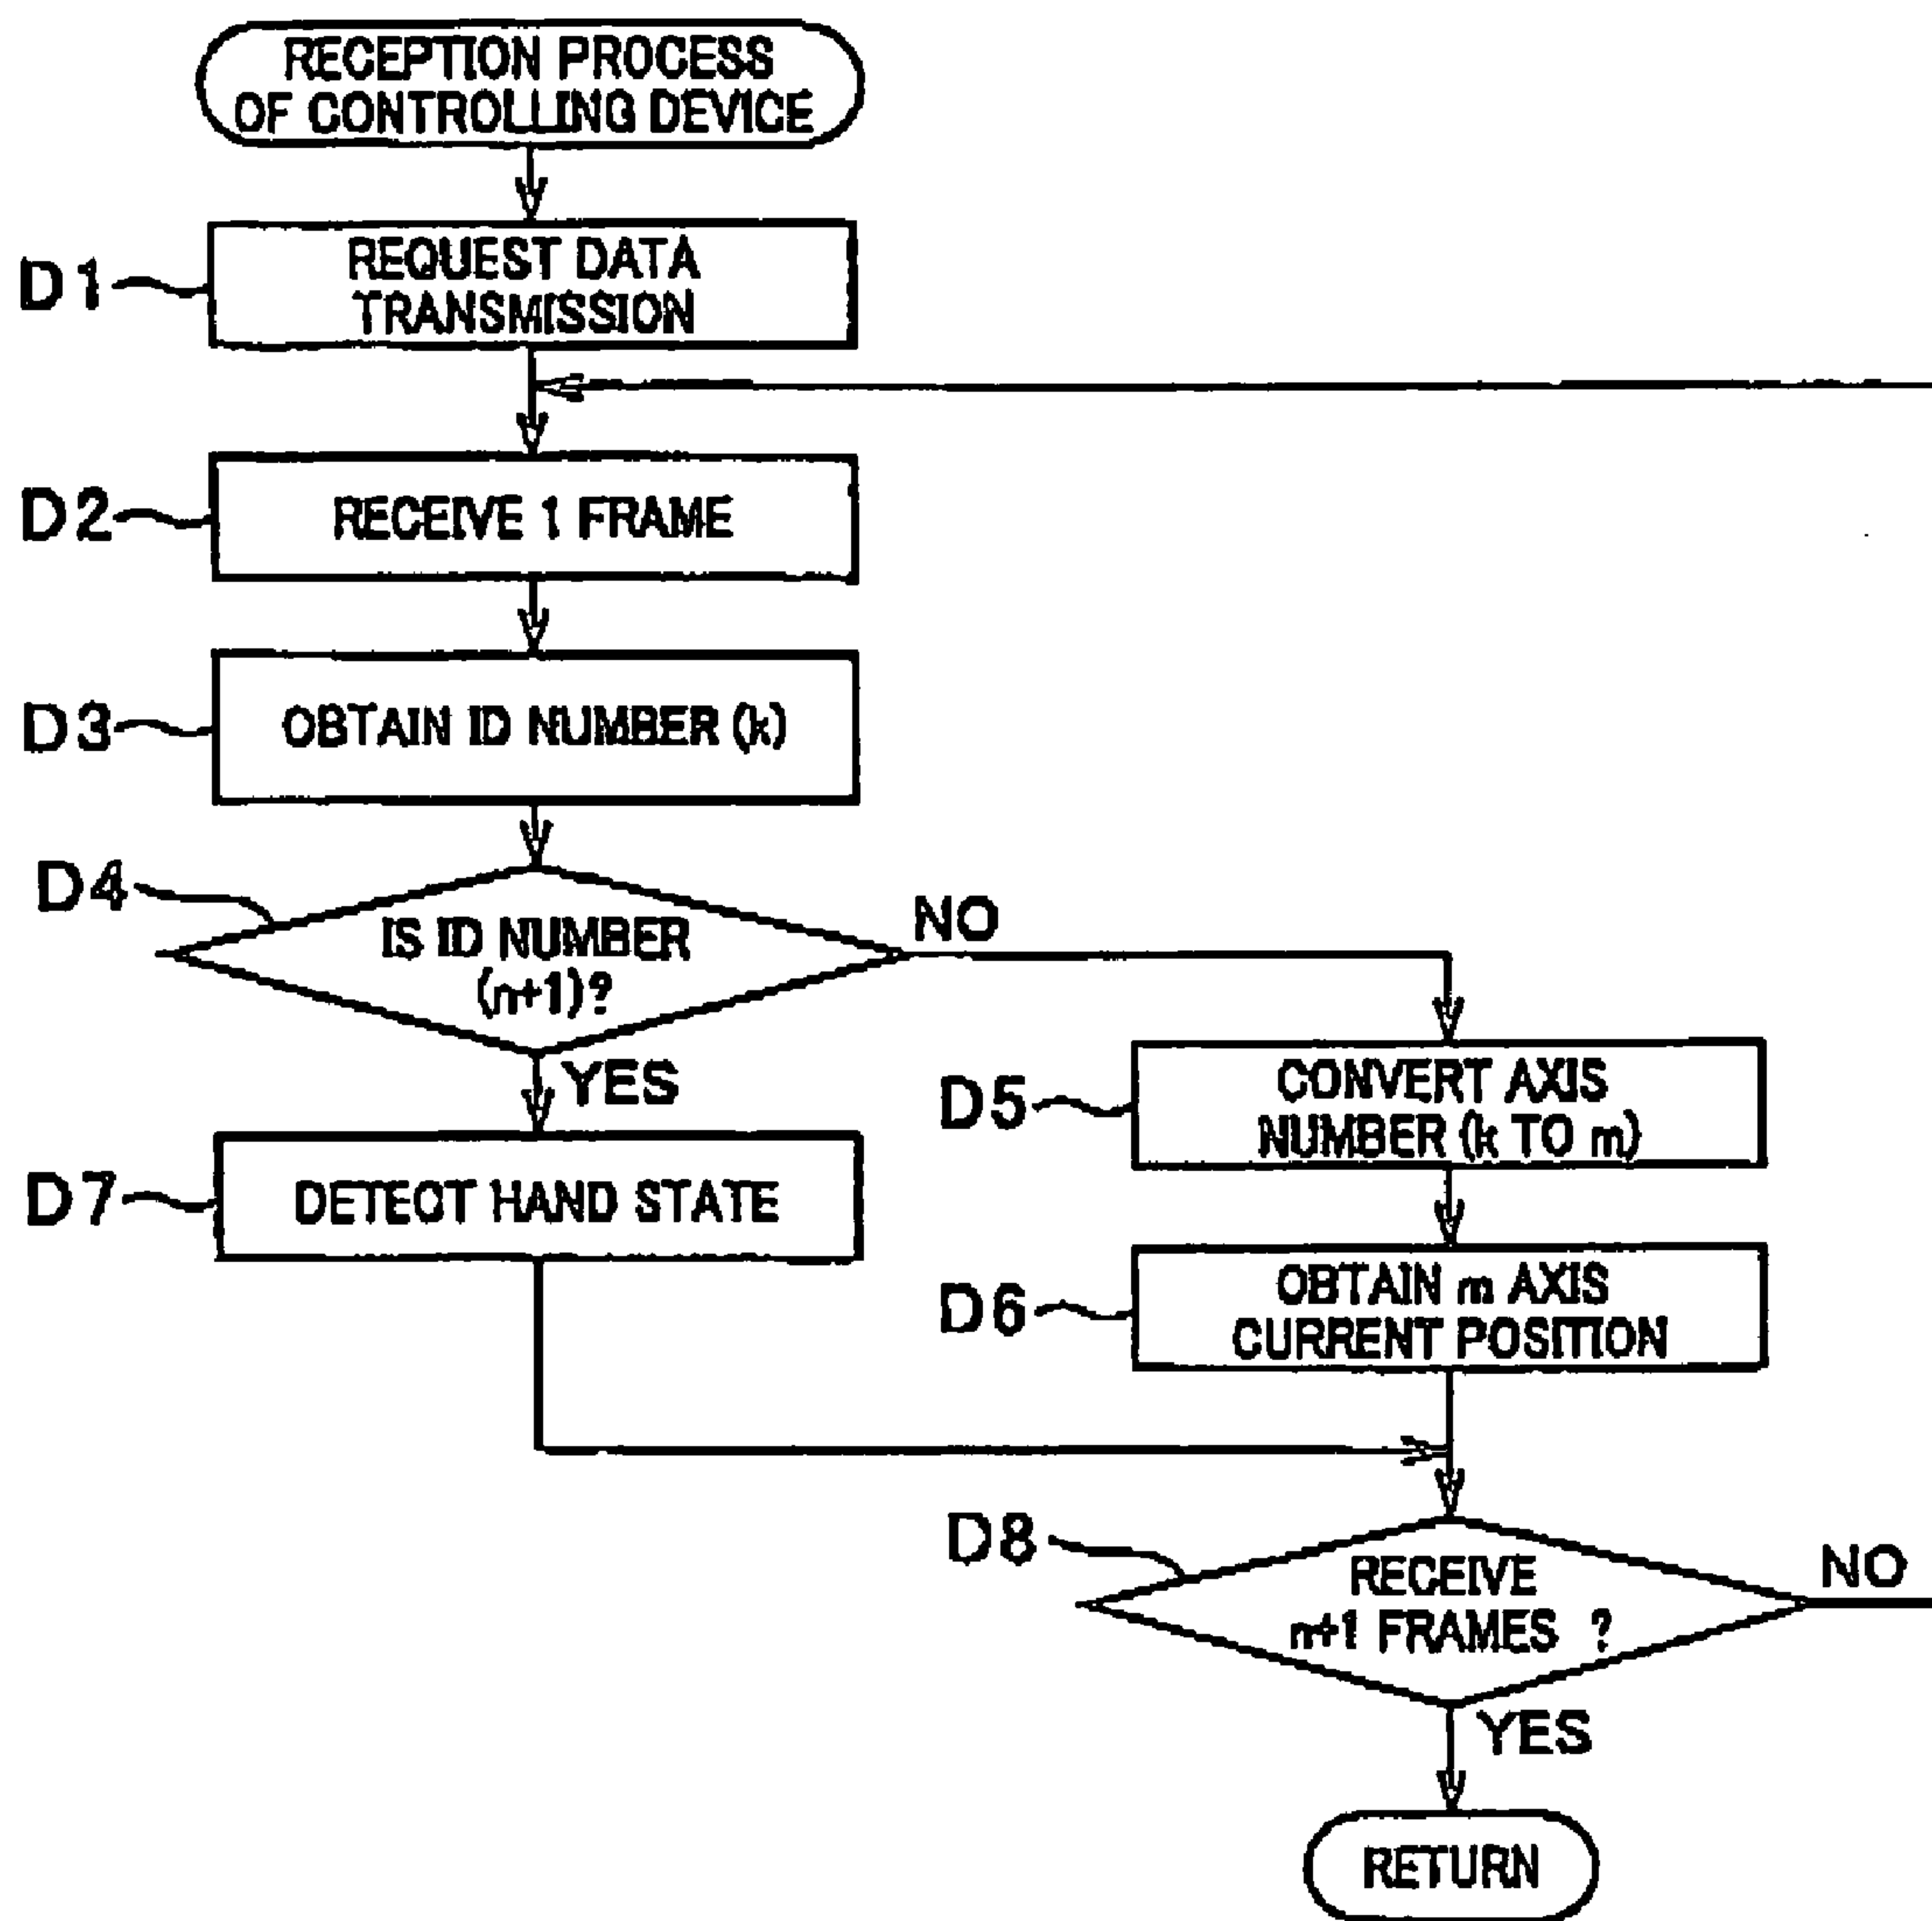 RECEPTION PROCESS
OF CONTROLLING DEVICE
D1
REQUEST DATA
TRANSMISSION
D2
RECEIVE 1 FRAME
D3
OBTAIN ID NUMBER (k)
D4
IS ID NUMBER
(n+1)?
NO
YES
D5
CONVERT AXIS
NUMBER (k TO m)
D7
DETECT HAND STATE
D6
OBTAIN m AXIS
CURRENT POSITION
D8
RECEIVE
n+1 FRAMES ?
NO
YES
RETURN